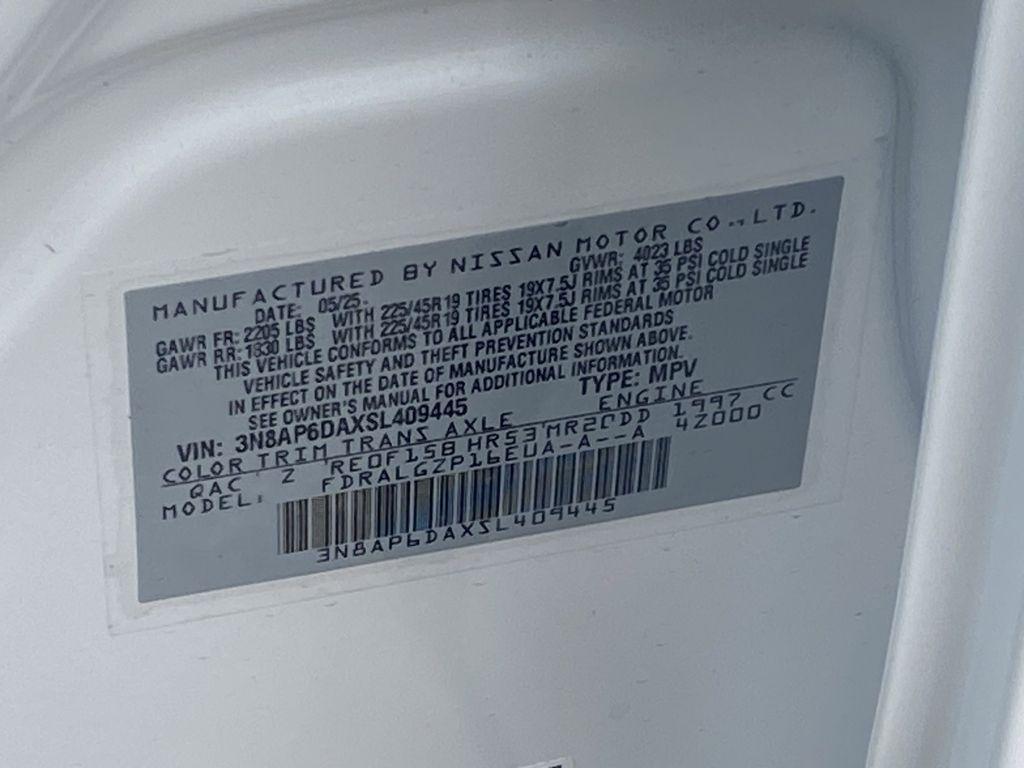 MANUFACTURED BY NISSAN MOTOR CO.,LTD.
DATE: 05/25 GVWR: 4023 LBS
GAWR FR: 2205 LBS WITH 225/45R19 TIRES 19X7.5J RIMS AT 35 PSI COLD SINGLE
GAWR RR: 1830 LBS WITH 225/45R19 TIRES 19X7.5J RIMS AT 35 PSI COLD SINGLE
THIS VEHICLE CONFORMS TO ALL APPLICABLE FEDERAL MOTOR
VEHICLE SAFETY AND THEFT PREVENTION STANDARDS
IN EFFECT ON THE DATE OF MANUFACTURE SHOWN ABOVE.
SEE OWNER'S MANUAL FOR ADDITIONAL INFORMATION.
VIN: 3N8AP6DAXSL409445 TYPE: MPV
COLOR TRIM TRANS AXLE ENGINE
QAC Z RE0F15B HR53 MR20DD 1997 CC
MODEL: FDRALGZP16EUA-A--A 42000
3N8AP6DAXSL409445